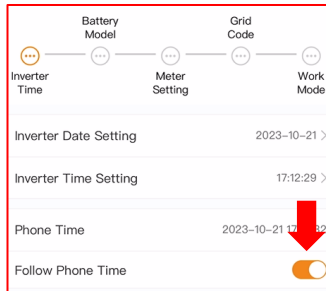 Battery Model
Grid Code
Inverter Time
Meter Setting
Work Mode
Inverter Date Setting 2023-10-21
Inverter Time Setting 17:12:29
Phone Time 2023-10-21
Follow Phone Time